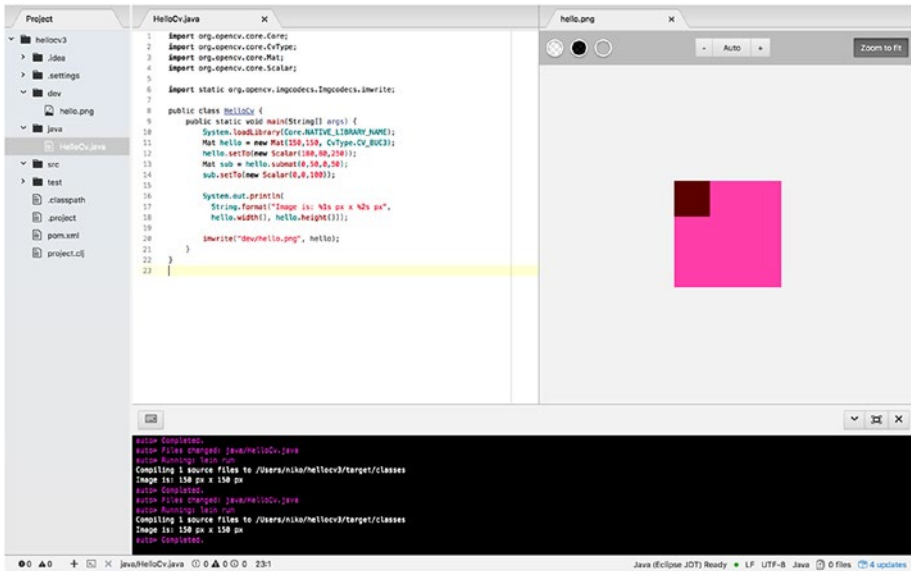 Project
hellocv3
.idea
.settings
dev
hello.png
java
HelloCv.java
src
test
.classpath
.project
pom.xml
project.clj
HelloCv.java ×
1 import org.opencv.core.Core;
2 import org.opencv.core.CvType;
3 import org.opencv.core.Mat;
4 import org.opencv.core.Scalar;
5
6 import static org.opencv.imgcodecs.Imgcodecs.imwrite;
7
8 public class HelloCv {
9 public static void main(String[] args) {
10 System.loadLibrary(Core.NATIVE_LIBRARY_NAME);
11 Mat hello = new Mat(150,150, CvType.CV_8UC3);
12 hello.setTo(new Scalar(180,80,250));
13 Mat sub = hello.submat(0,50,0,50);
14 sub.setTo(new Scalar(0,0,100));
15
16 System.out.println(
17 String.format("Image is: %1s px x %2s px",
18 hello.width(), hello.height()));
19
20 imwrite("dev/hello.png", hello);
21 }
22 }
23
hello.png ×
- Auto +
Zoom to fit
auto> Completed.
auto> Files changed: java/HelloCv.java
auto> Running: lein run
Compiling 1 source files to /Users/niko/hellocv3/target/classes
Image is: 150 px x 150 px
auto> Completed.
auto> Files changed: java/HelloCv.java
auto> Running: lein run
Compiling 1 source files to /Users/niko/hellocv3/target/classes
Image is: 150 px x 150 px
auto> Completed.
0 0 java/HelloCv.java 0 0 0 23:1 Java (Eclipse JDT) Ready LF UTF-8 Java 0 files 4 updates